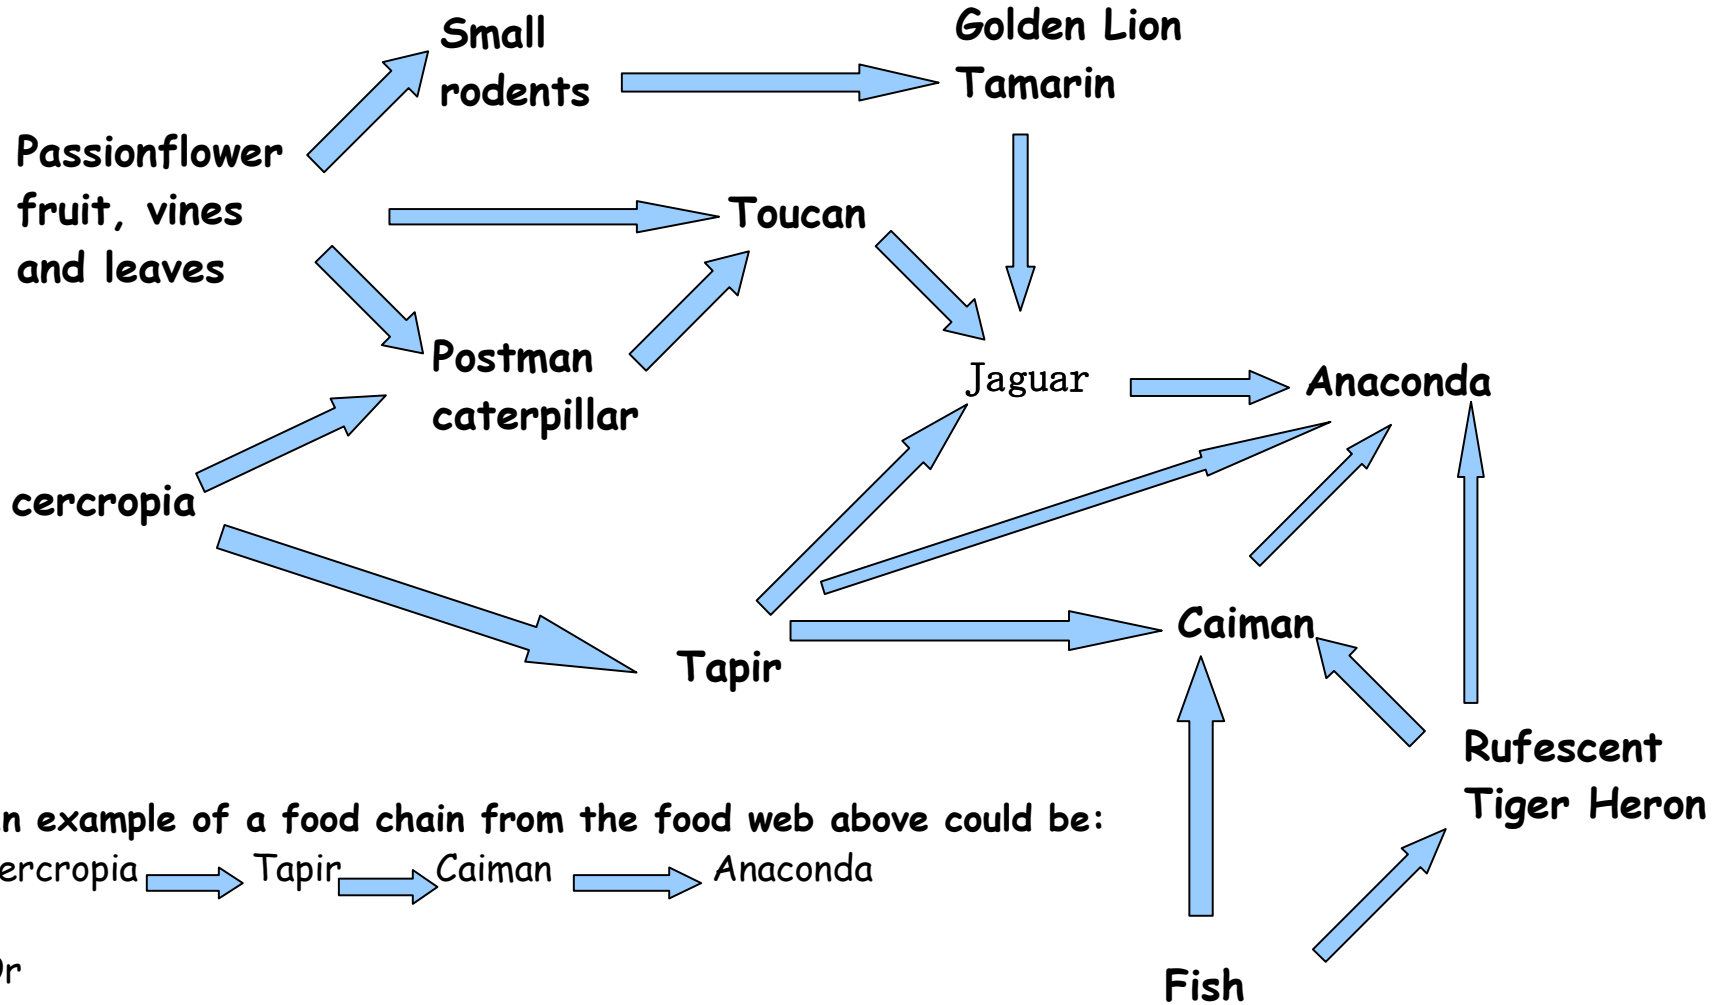 Small
rodents
Golden Lion
Tamarin
Passionflower
fruit, vines
and leaves
Toucan
Postman
caterpillar
Jaguar
Anaconda
cercropia
Caiman
Tapir
Rufescent
Tiger Heron
n example of a food chain from the food web above could be:
ercropia Tapir Caiman Anaconda
Or
Fish